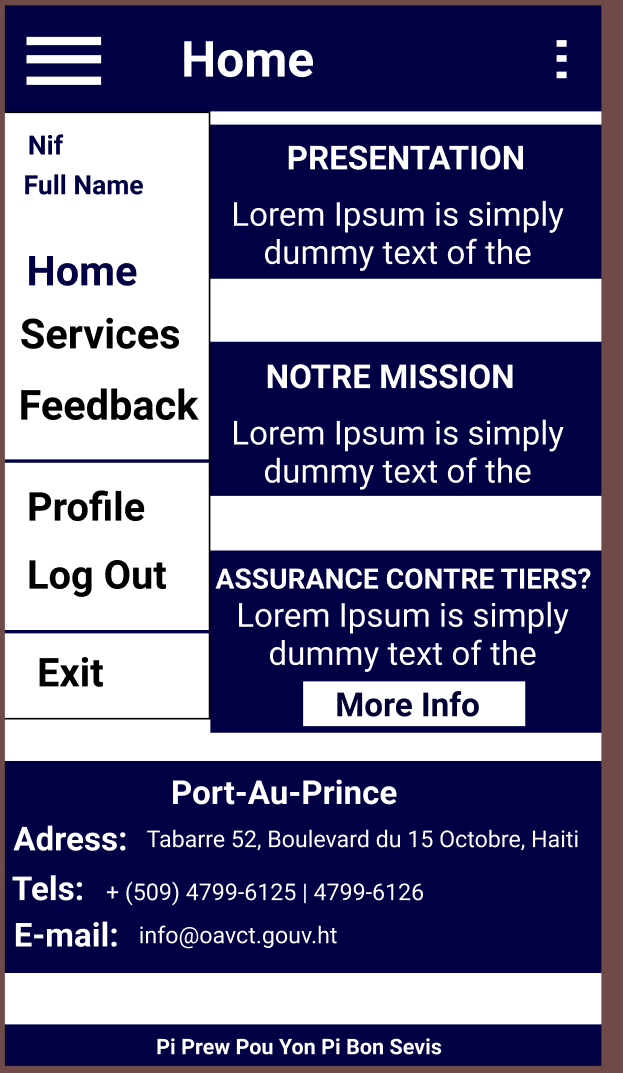 Home
Nif
Full Name
Home
Services
Feedback
Profile
Log Out
Exit
PRESENTATION
Lorem Ipsum is simply
dummy text of the
NOTRE MISSION
Lorem Ipsum is simply
dummy text of the
ASSURANCE CONTRE TIERS?
Lorem Ipsum is simply
dummy text of the
More Info
Port-Au-Prince
Adress: Tabarre 52, Boulevard du 15 Octobre, Haiti
Tels: + (509) 4799-6125 | 4799-6126
E-mail: info@oavct.gouv.ht
Pi Prew Pou Yon Pi Bon Sevis